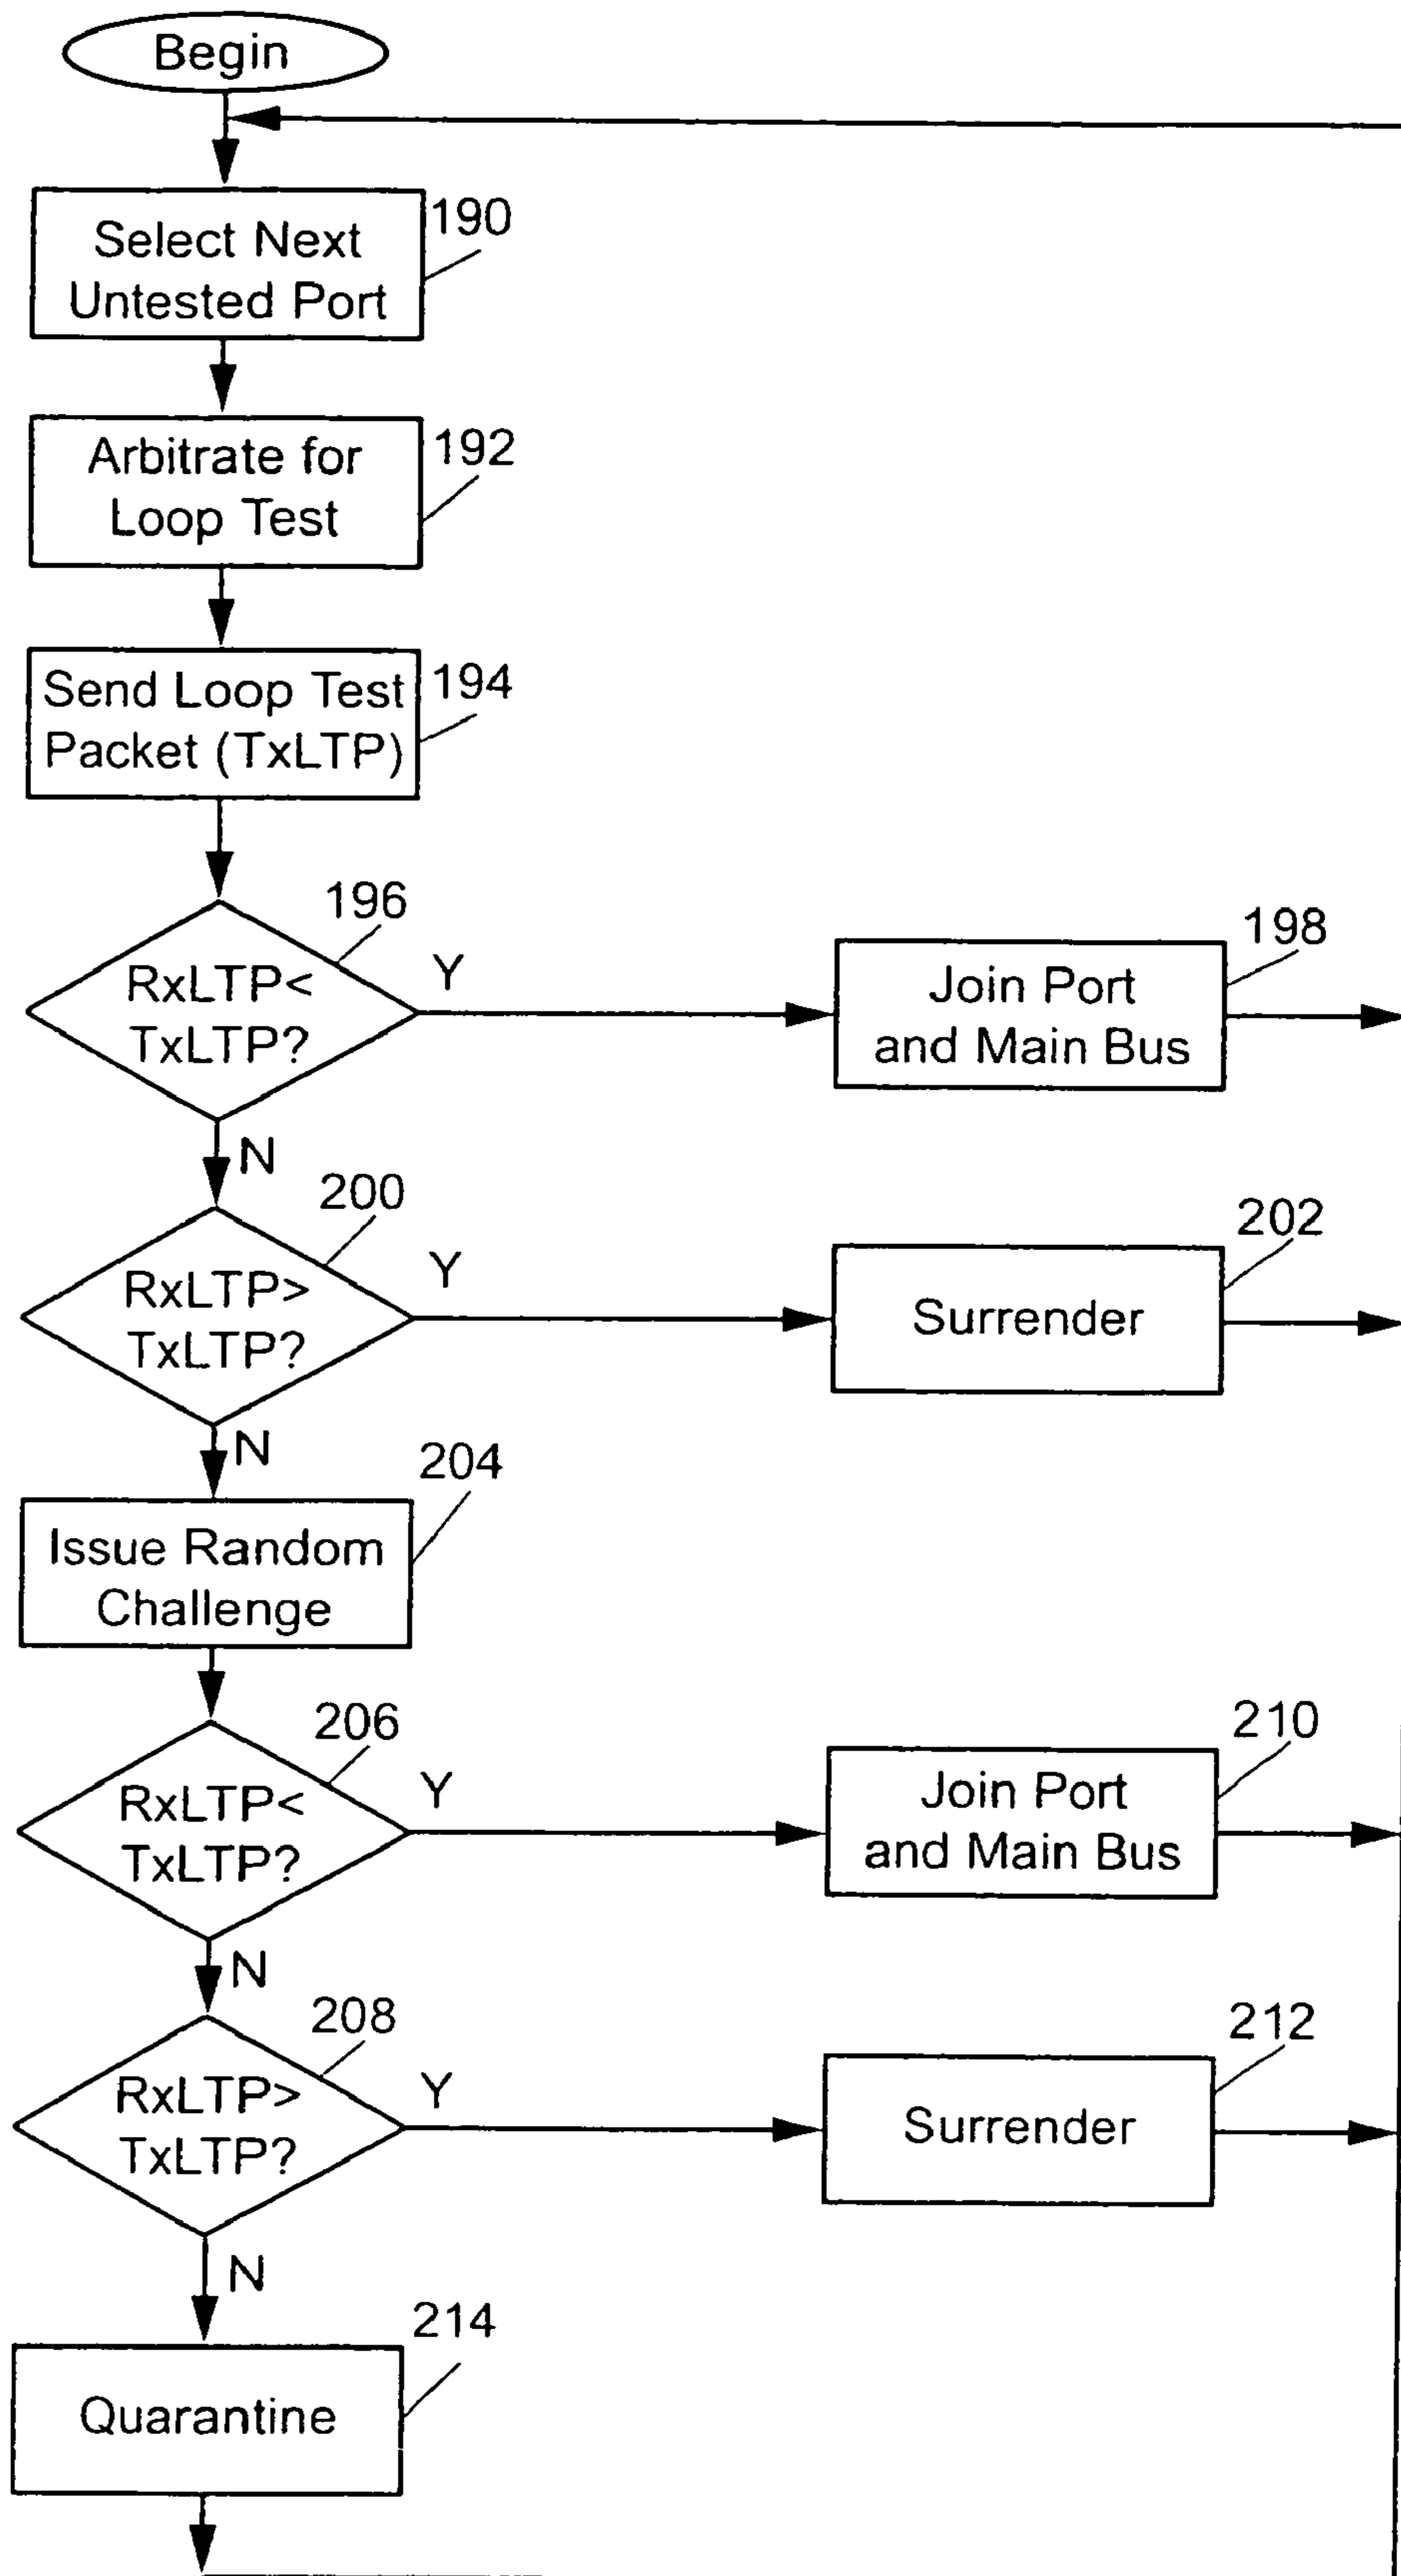 Begin
190
Select Next
Untested Port
192
Arbitrate for
Loop Test
194
Send Loop Test
Packet (TxLTP)
196
RxLTP<
TxLTP?
Y
198
Join Port
and Main Bus
N
200
RxLTP>
TxLTP?
Y
202
Surrender
N
204
Issue Random
Challenge
206
RxLTP<
TxLTP?
Y
210
Join Port
and Main Bus
N
208
RxLTP>
TxLTP?
Y
212
Surrender
N
214
Quarantine